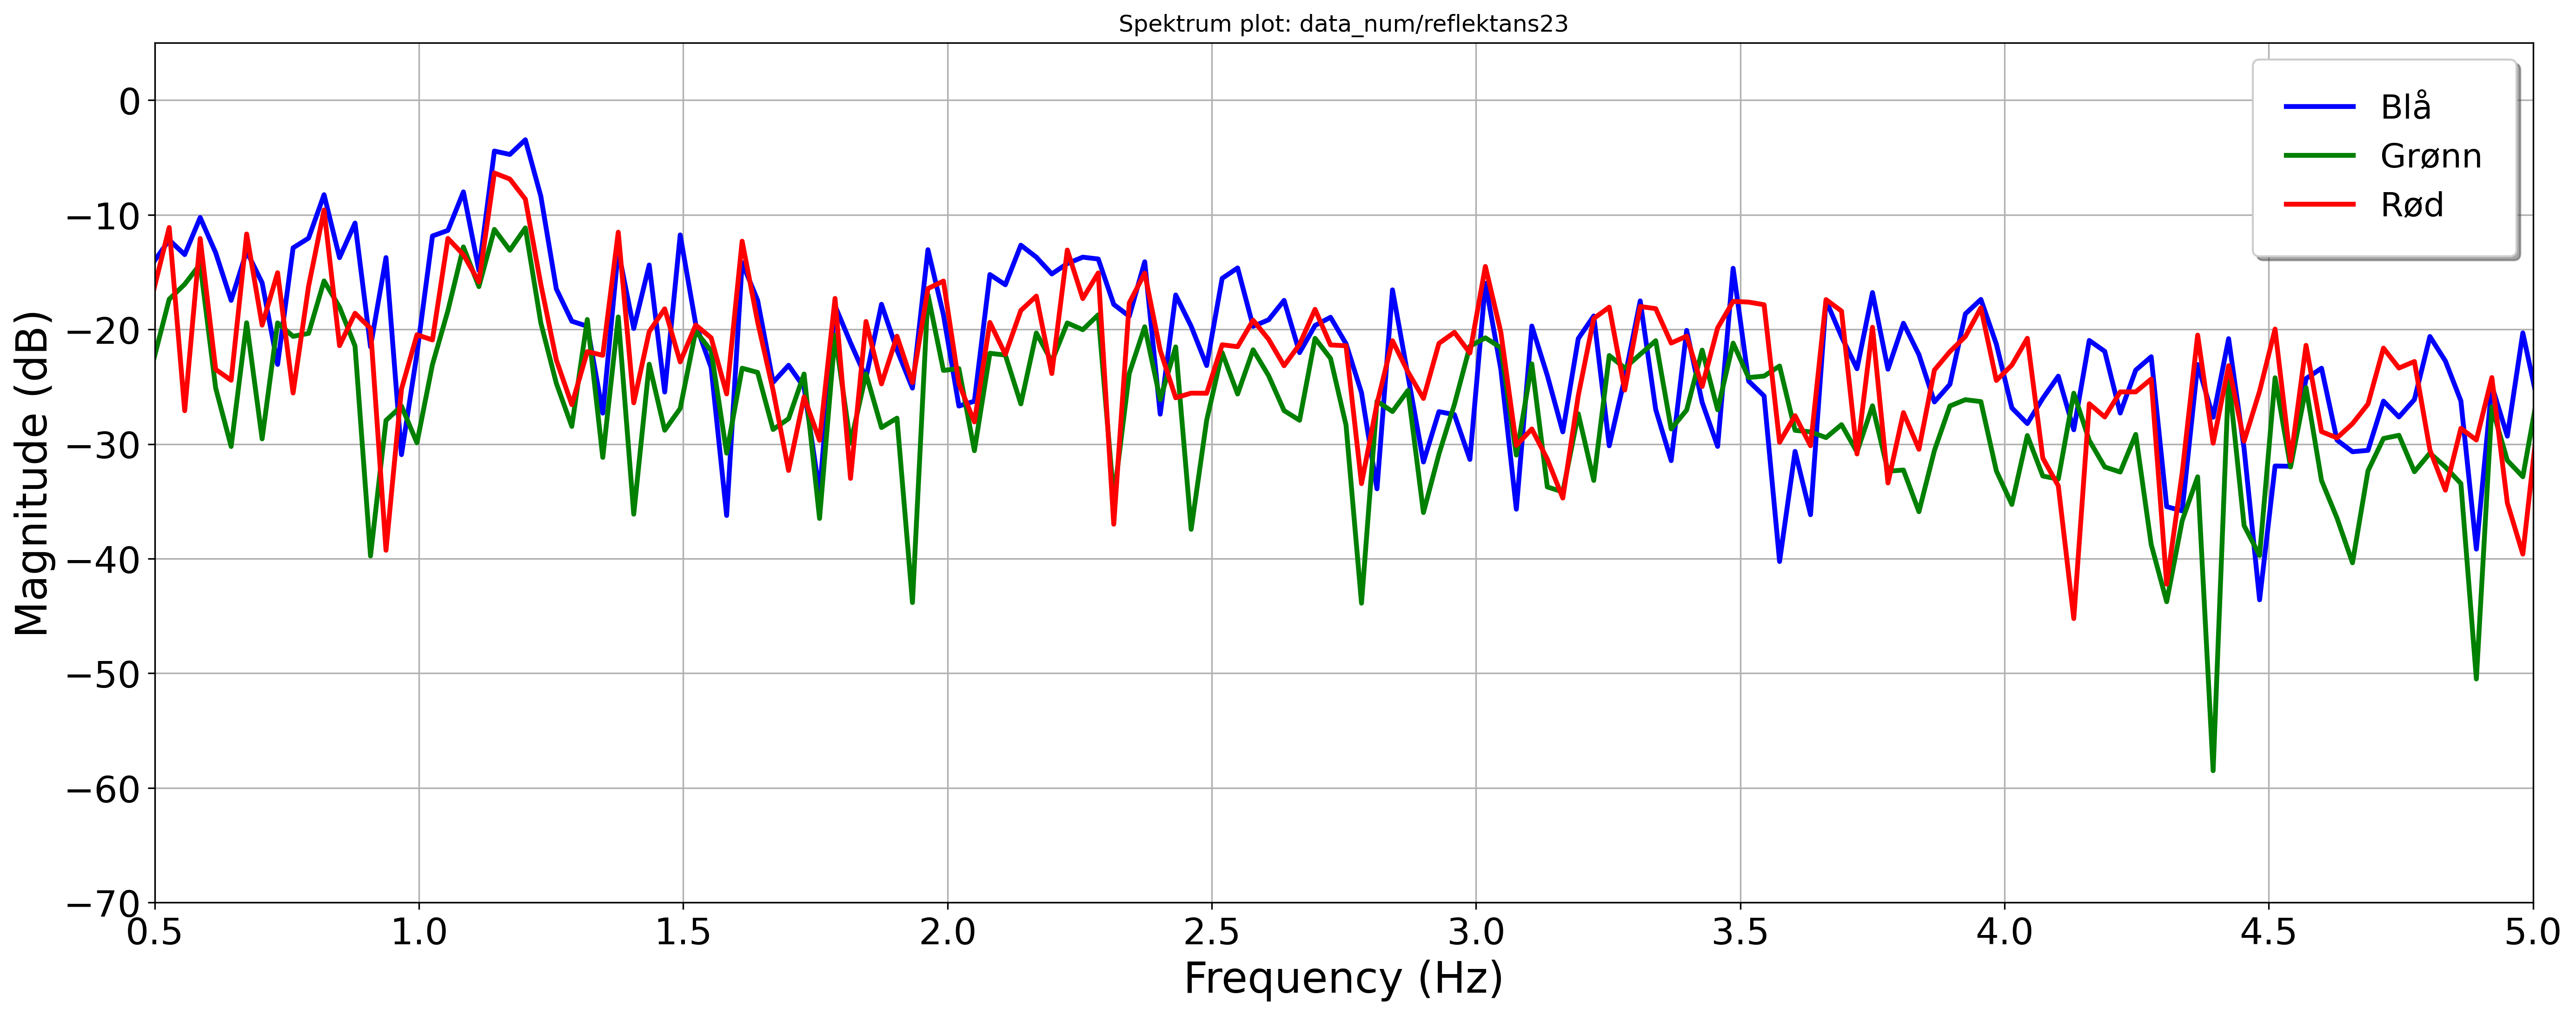 Spektrum plot: data_num/reflektans23
Blå
Grønn
Rød
Magnitude (dB)
0
−10
−20
−30
−40
−50
−60
−70
0.5 1.0 1.5 2.0 2.5 3.0 3.5 4.0 4.5 5.0
Frequency (Hz)